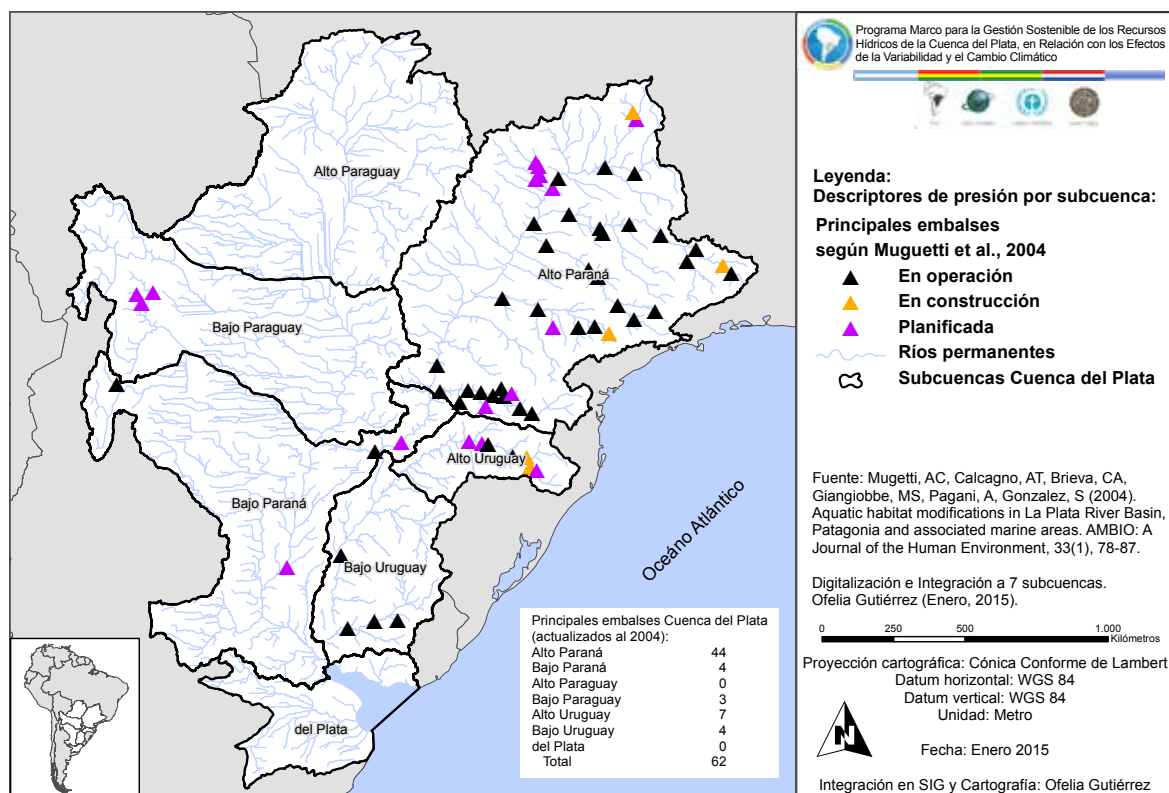 Programa Marco para la Gestión Sostenible de los Recursos
Hídricos de la Cuenca del Plata, en Relación con los Efectos
de la Variabilidad y el Cambio Climático
Leyenda:
Descriptores de presión por subcuenca:
Principales embalses
según Muguetti et al., 2004
En operación
En construcción
Planificada
Ríos permanentes
Subcuencas Cuenca del Plata
Fuente: Mugetti, AC, Calcagno, AT, Brieva, CA,
Giangiobbe, MS, Pagani, A, Gonzalez, S (2004).
Aquatic habitat modifications in La Plata River Basin,
Patagonia and associated marine areas. AMBIO: A
Journal of the Human Environment, 33(1), 78-87.
Digitalización e Integración a 7 subcuencas.
Ofelia Gutiérrez (Enero, 2015).
0 250 500 1.000
Kilómetros
Proyección cartográfica: Cónica Conforme de Lambert
Datum horizontal: WGS 84
Datum vertical: WGS 84
Unidad: Metro
N
Fecha: Enero 2015
Integración en SIG y Cartografía: Ofelia Gutiérrez
Alto Paraguay
Alto Paraná
Bajo Paraguay
Alto Uruguay
Bajo Paraná
Bajo Uruguay
del Plata
Oceáno Atlántico
Principales embalses Cuenca del Plata
(actualizados al 2004):
Alto Paraná 44
Bajo Paraná 4
Alto Paraguay 0
Bajo Paraguay 3
Alto Uruguay 7
Bajo Uruguay 4
del Plata 0
Total 62